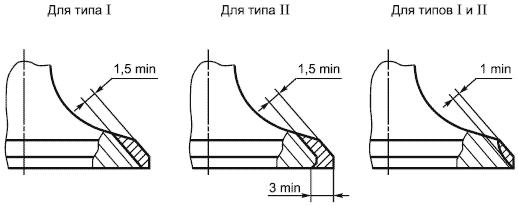 Для типа I
Для типа II
Для типов I и II
1,5 min
1,5 min
1 min
3 min